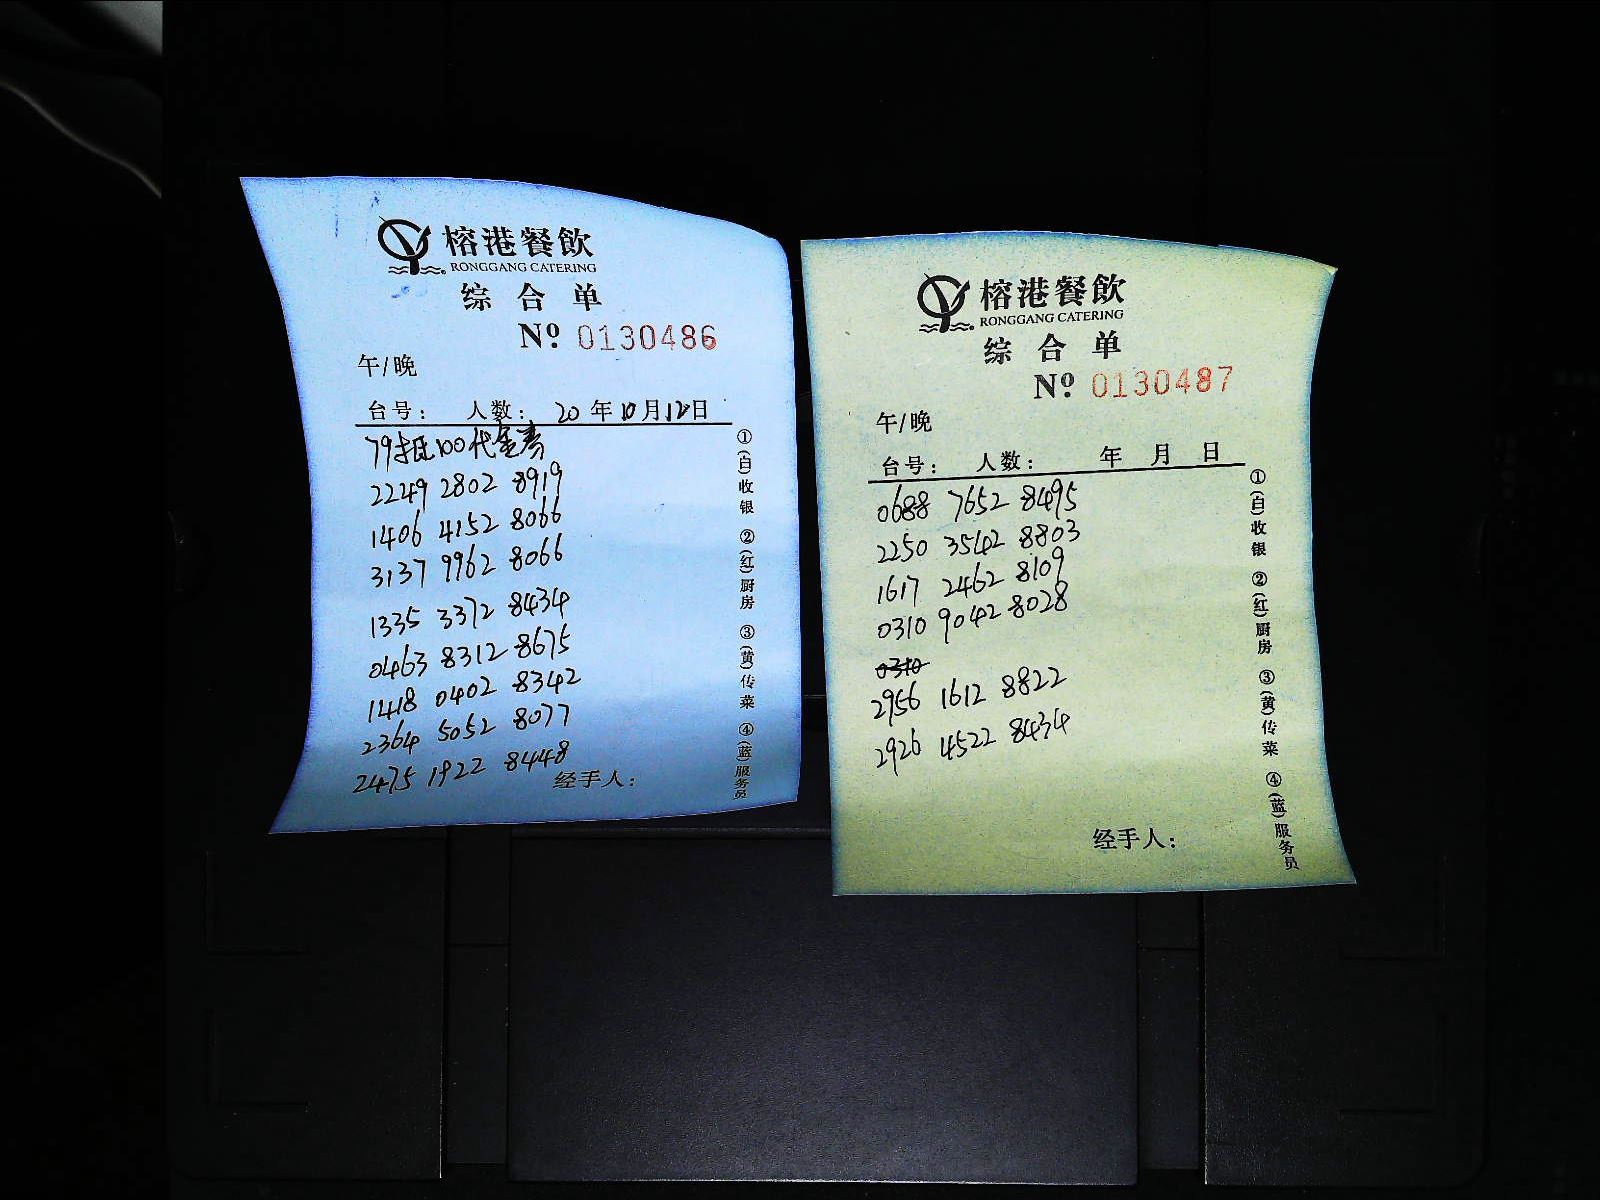 榕港餐飲
RONGGANG CATERING
综合单
Nº 0130486
午/晚
台号： 人数： 20年10月12日
79抵100代金券
2249 2802 8919
1406 4152 8066
3137 9962 8066
1335 3372 8434
0463 8312 8675
1418 0402 8342
2364 5052 8077
2475 1922 8448
经手人：
①(白)收银 ②(红)厨房 ③(黄)传菜 ④(蓝)服务员
榕港餐飲
RONGGANG CATERING
综合单
Nº 0130487
午/晚
台号： 人数： 年 月 日
0688 7652 8495
2250 3542 8803
1617 2462 8109
0310 9042 8028
0310
2956 1612 8822
2926 4522 8434
经手人：
①(白)收银 ②(红)厨房 ③(黄)传菜 ④(蓝)服务员